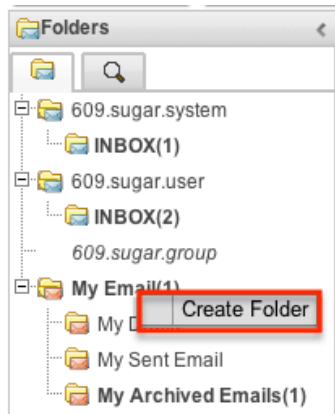 Folders
609.sugar.system
INBOX(1)
609.sugar.user
INBOX(2)
609.sugar.group
My Email(1)
Create Folder
My
My Sent Email
My Archived Emails(1)